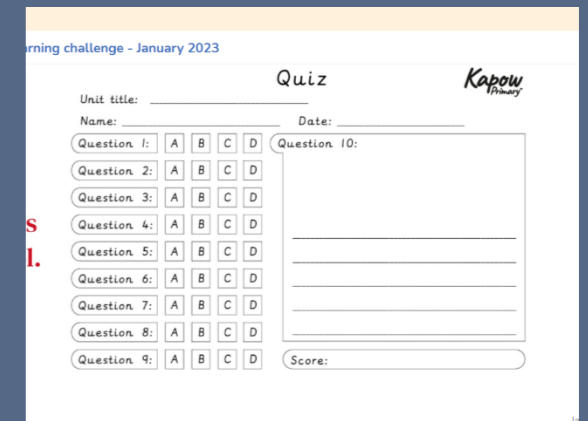 arning challenge - January 2023
Quiz
Kapow
Primary
Unit title:
Name: Date:
Question 1: A B C D Question 10:
Question 2: A B C D
Question 3: A B C D
s
Question 4: A B C D
l.
Question 5: A B C D
Question 6: A B C D
Question 7: A B C D
Question 8: A B C D
Question 9: A B C D Score: